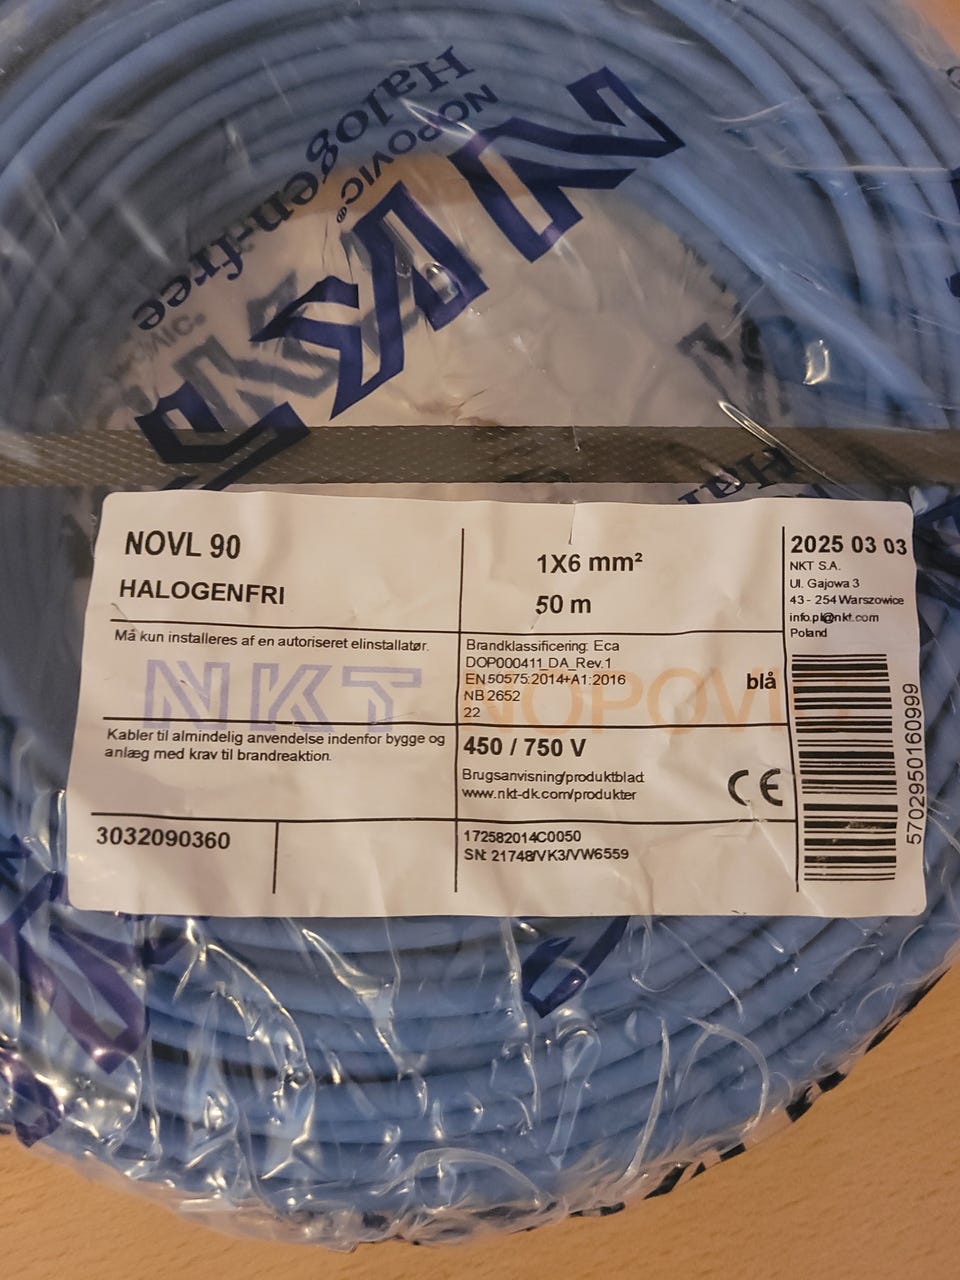 Halogenfree
NOPOVIC®
NKT
NOVL 90
HALOGENFRI
1X6 mm²
50 m
2025 03 03
NKT S.A.
Ul. Gajowa 3
43 - 254 Warszowice
info.pl@nkt.com
Poland
Må kun installeres af en autoriseret elinstallatør.
NKT NOPOVIC
Brandklassificering: Eca
DOP000411_DA_Rev.1
EN 50575:2014+A1:2016
NB 2652
22
blå
Kabler til almindelig anvendelse indenfor bygge og
anlæg med krav til brandreaktion.
450 / 750 V
Brugsanvisning/produktblad
www.nkt-dk.com/produkter
CE
3032090360
172582014C0050
SN: 21748/VK3/VW6559
5702950160999